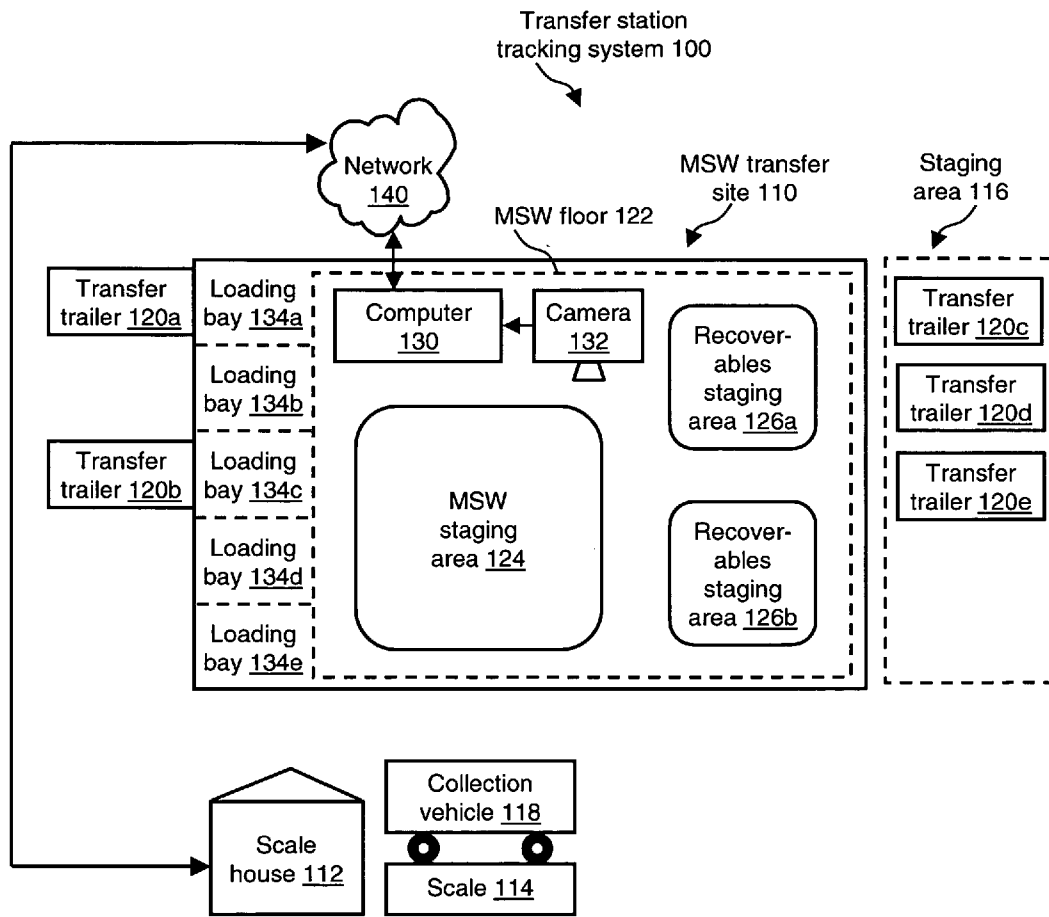 Transfer station
tracking system 100
Network
140
MSW transfer
site 110
Staging
area 116
MSW floor 122
Transfer
trailer 120a
Loading
bay 134a
Computer
130
Camera
132
Recover-
ables
staging
area 126a
Transfer
trailer 120c
Loading
bay 134b
Transfer
trailer 120d
Transfer
trailer 120b
Loading
bay 134c
MSW
staging
area 124
Transfer
trailer 120e
Loading
bay 134d
Recover-
ables
staging
area 126b
Loading
bay 134e
Collection
vehicle 118
Scale
house 112
Scale 114